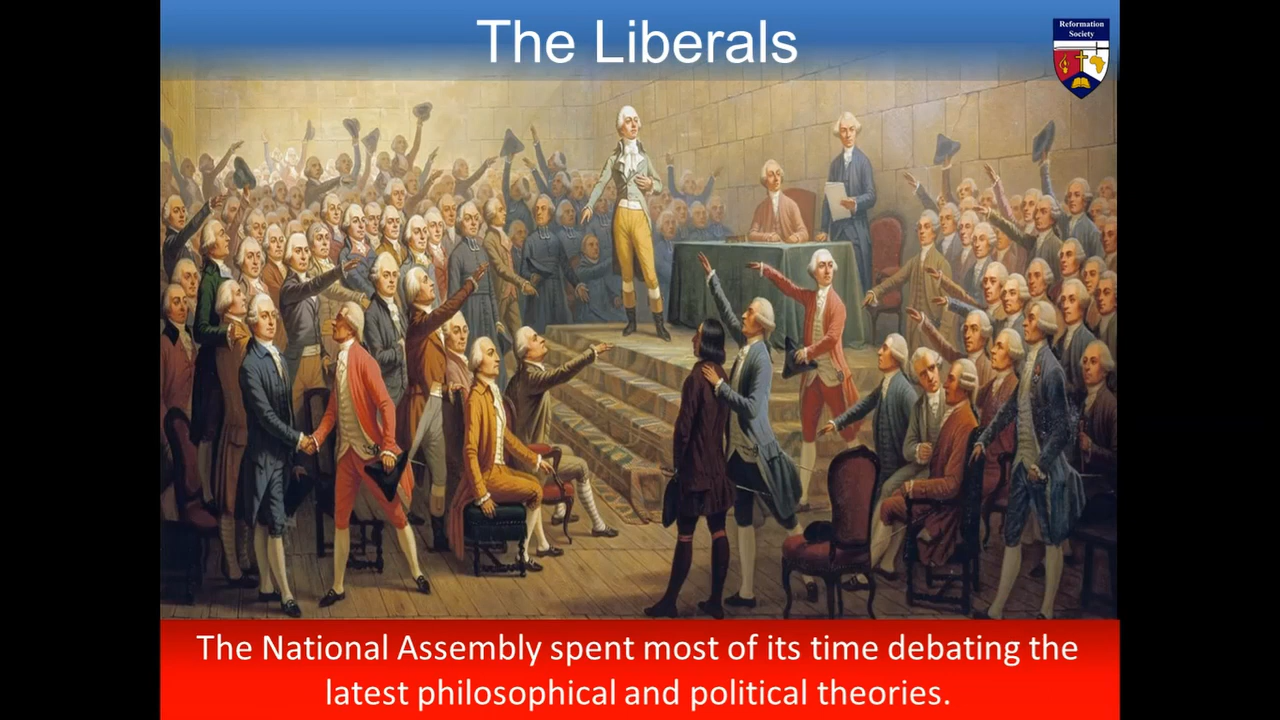 The Liberals
Reformation
Society
The National Assembly spent most of its time debating the
latest philosophical and political theories.